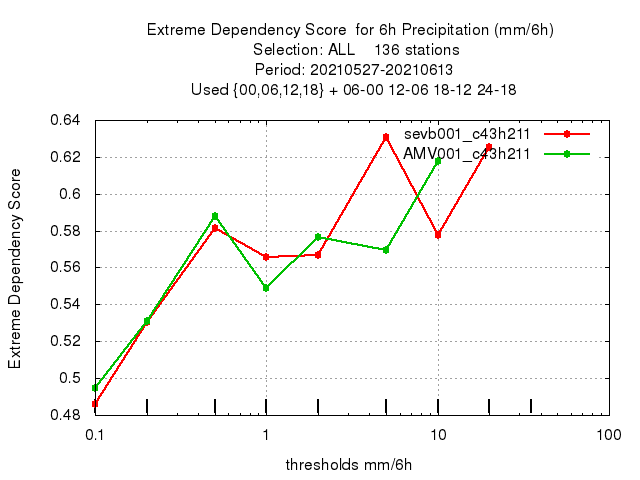 Extreme Dependency Score  for 6h Precipitation (mm/6h)
Selection: ALL    136 stations
Period: 20210527-20210613
Used {00,06,12,18} + 06-00 12-06 18-12 24-18
sevb001_c43h211
AMV001_c43h211
Extreme Dependency Score
0.64
0.62
0.6
0.58
0.56
0.54
0.52
0.5
0.48
0.1 1 10 100
thresholds mm/6h